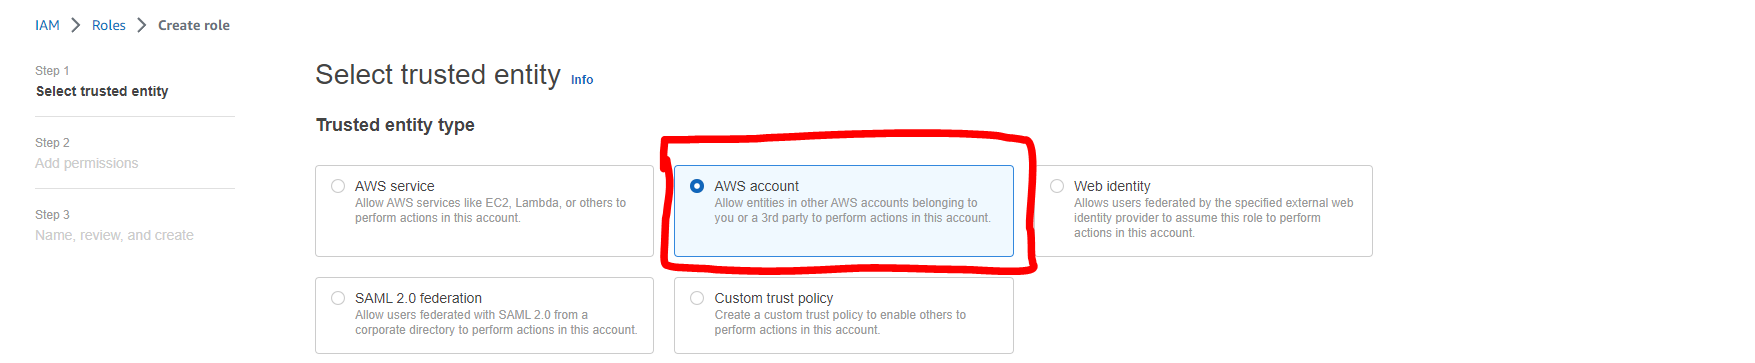 IAM > Roles > Create role
Step 1
Select trusted entity
Step 2
Add permissions
Step 3
Name, review, and create
Select trusted entity Info
Trusted entity type
AWS service
Allow AWS services like EC2, Lambda, or others to
perform actions in this account.
AWS account
Allow entities in other AWS accounts belonging to
you or a 3rd party to perform actions in this account.
Web identity
Allows users federated by the specified external web
identity provider to assume this role to perform
actions in this account.
SAML 2.0 federation
Allow users federated with SAML 2.0 from a
corporate directory to perform actions in this account.
Custom trust policy
Create a custom trust policy to enable others to
perform actions in this account.